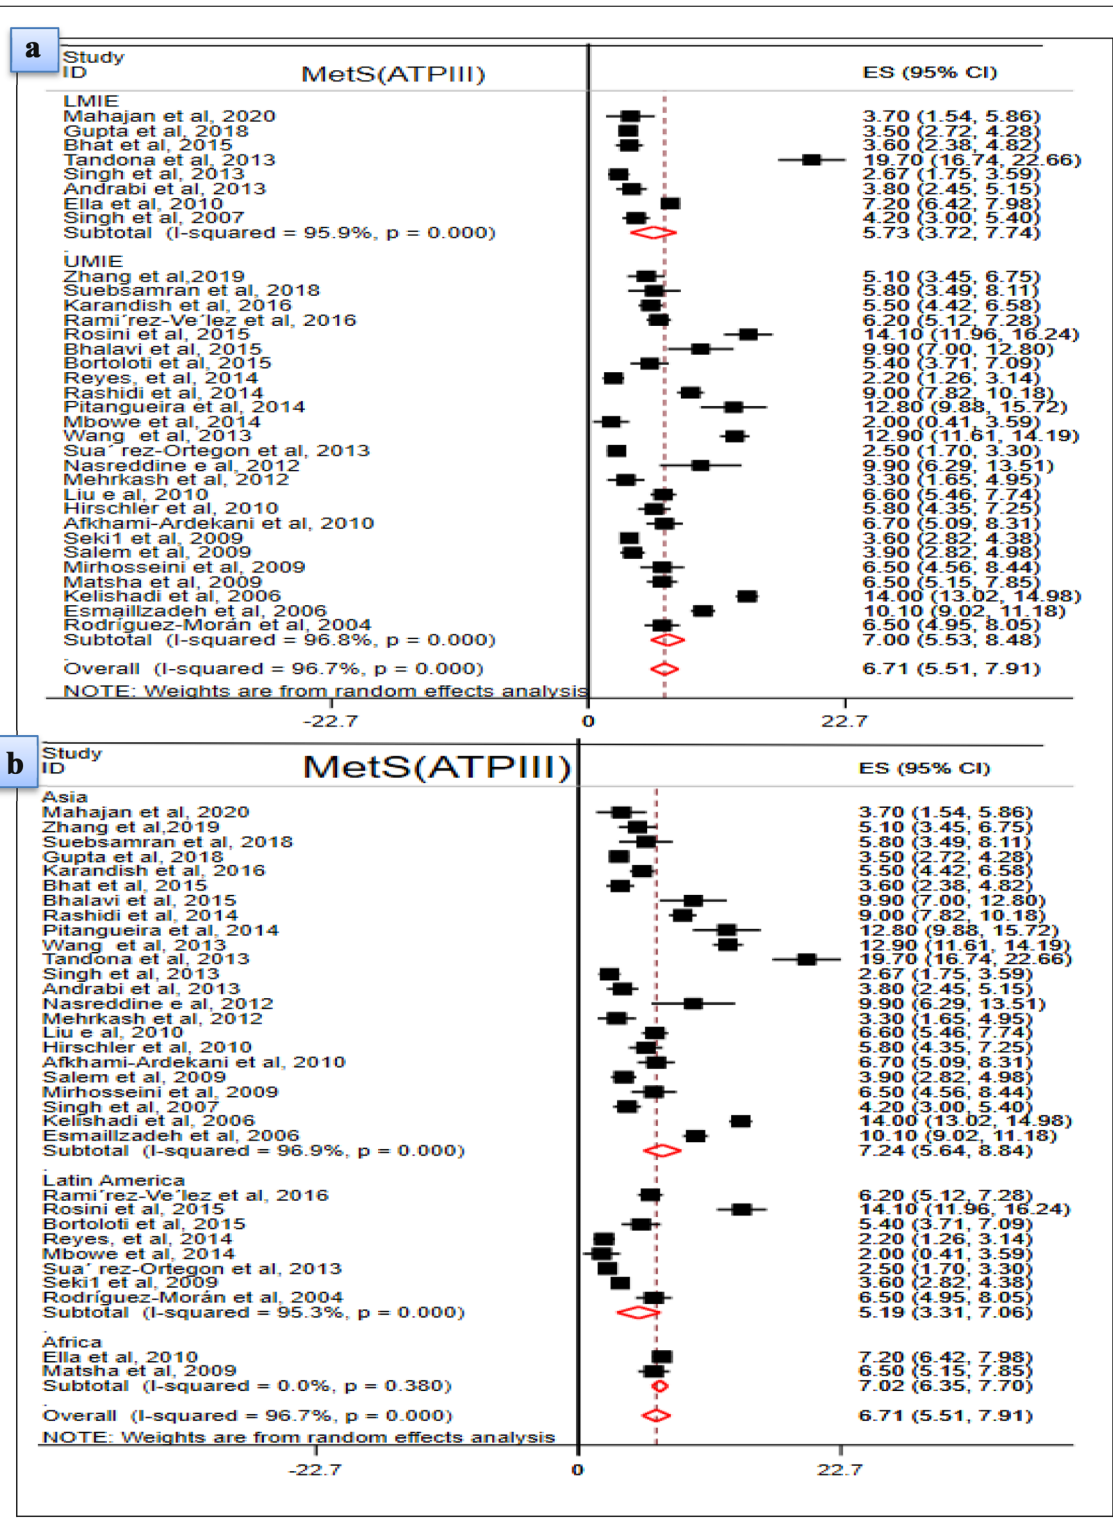 a
Study
ID MetS(ATPIII) ES (95% CI)
LMIE
Mahajan et al, 2020 3.70 (1.54, 5.86)
Gupta et al, 2018 3.50 (2.72, 4.28)
Bhat et al, 2015 3.60 (2.38, 4.82)
Tandona et al, 2013 19.70 (16.74, 22.66)
Singh et al, 2013 2.67 (1.75, 3.59)
Andrabi et al, 2013 3.80 (2.45, 5.15)
Ella et al, 2010 7.20 (6.42, 7.98)
Singh et al, 2007 4.20 (3.00, 5.40)
Subtotal (I-squared = 95.9%, p = 0.000) 5.73 (3.72, 7.74)
.
UMIE
Zhang et al,2019 5.10 (3.45, 6.75)
Suebsamran et al, 2018 5.80 (3.49, 8.11)
Karandish et al, 2016 5.50 (4.42, 6.58)
Rami´rez-Ve´lez et al, 2016 6.20 (5.12, 7.28)
Rosini et al, 2015 14.10 (11.96, 16.24)
Bhalavi et al, 2015 9.90 (7.00, 12.80)
Bortoloti et al, 2015 5.40 (3.71, 7.09)
Reyes, et al, 2014 2.20 (1.26, 3.14)
Rashidi et al, 2014 9.00 (7.82, 10.18)
Pitangueira et al, 2014 12.80 (9.88, 15.72)
Mbowe et al, 2014 2.00 (0.41, 3.59)
Wang et al, 2013 12.90 (11.61, 14.19)
Sua´ rez-Ortegon et al, 2013 2.50 (1.70, 3.30)
Nasreddine e al, 2012 9.90 (6.29, 13.51)
Mehrkash et al, 2012 3.30 (1.65, 4.95)
Liu e al, 2010 6.60 (5.46, 7.74)
Hirschler et al, 2010 5.80 (4.35, 7.25)
Afkhami-Ardekani et al, 2010 6.70 (5.09, 8.31)
Seki1 et al, 2009 3.60 (2.82, 4.38)
Salem et al, 2009 3.90 (2.82, 4.98)
Mirhosseini et al, 2009 6.50 (4.56, 8.44)
Matsha et al, 2009 6.50 (5.15, 7.85)
Kelishadi et al, 2006 14.00 (13.02, 14.98)
Esmaillzadeh et al, 2006 10.10 (9.02, 11.18)
Rodríguez-Morán et al, 2004 6.50 (4.95, 8.05)
Subtotal (I-squared = 96.8%, p = 0.000) 7.00 (5.53, 8.48)
.
Overall (I-squared = 96.7%, p = 0.000) 6.71 (5.51, 7.91)
NOTE: Weights are from random effects analysis
-22.7 0 22.7
b
Study
ID MetS(ATPIII) ES (95% CI)
Asia
Mahajan et al, 2020 3.70 (1.54, 5.86)
Zhang et al,2019 5.10 (3.45, 6.75)
Suebsamran et al, 2018 5.80 (3.49, 8.11)
Gupta et al, 2018 3.50 (2.72, 4.28)
Karandish et al, 2016 5.50 (4.42, 6.58)
Bhat et al, 2015 3.60 (2.38, 4.82)
Bhalavi et al, 2015 9.90 (7.00, 12.80)
Rashidi et al, 2014 9.00 (7.82, 10.18)
Pitangueira et al, 2014 12.80 (9.88, 15.72)
Wang et al, 2013 12.90 (11.61, 14.19)
Tandona et al, 2013 19.70 (16.74, 22.66)
Singh et al, 2013 2.67 (1.75, 3.59)
Andrabi et al, 2013 3.80 (2.45, 5.15)
Nasreddine e al, 2012 9.90 (6.29, 13.51)
Mehrkash et al, 2012 3.30 (1.65, 4.95)
Liu e al, 2010 6.60 (5.46, 7.74)
Hirschler et al, 2010 5.80 (4.35, 7.25)
Afkhami-Ardekani et al, 2010 6.70 (5.09, 8.31)
Salem et al, 2009 3.90 (2.82, 4.98)
Mirhosseini et al, 2009 6.50 (4.56, 8.44)
Singh et al, 2007 4.20 (3.00, 5.40)
Kelishadi et al, 2006 14.00 (13.02, 14.98)
Esmaillzadeh et al, 2006 10.10 (9.02, 11.18)
Subtotal (I-squared = 96.9%, p = 0.000) 7.24 (5.64, 8.84)
.
Latin America
Rami´rez-Ve´lez et al, 2016 6.20 (5.12, 7.28)
Rosini et al, 2015 14.10 (11.96, 16.24)
Bortoloti et al, 2015 5.40 (3.71, 7.09)
Reyes, et al, 2014 2.20 (1.26, 3.14)
Mbowe et al, 2014 2.00 (0.41, 3.59)
Sua´ rez-Ortegon et al, 2013 2.50 (1.70, 3.30)
Seki1 et al, 2009 3.60 (2.82, 4.38)
Rodríguez-Morán et al, 2004 6.50 (4.95, 8.05)
Subtotal (I-squared = 95.3%, p = 0.000) 5.19 (3.31, 7.06)
.
Africa
Ella et al, 2010 7.20 (6.42, 7.98)
Matsha et al, 2009 6.50 (5.15, 7.85)
Subtotal (I-squared = 0.0%, p = 0.380) 7.02 (6.35, 7.70)
.
Overall (I-squared = 96.7%, p = 0.000) 6.71 (5.51, 7.91)
NOTE: Weights are from random effects analysis
-22.7 0 22.7